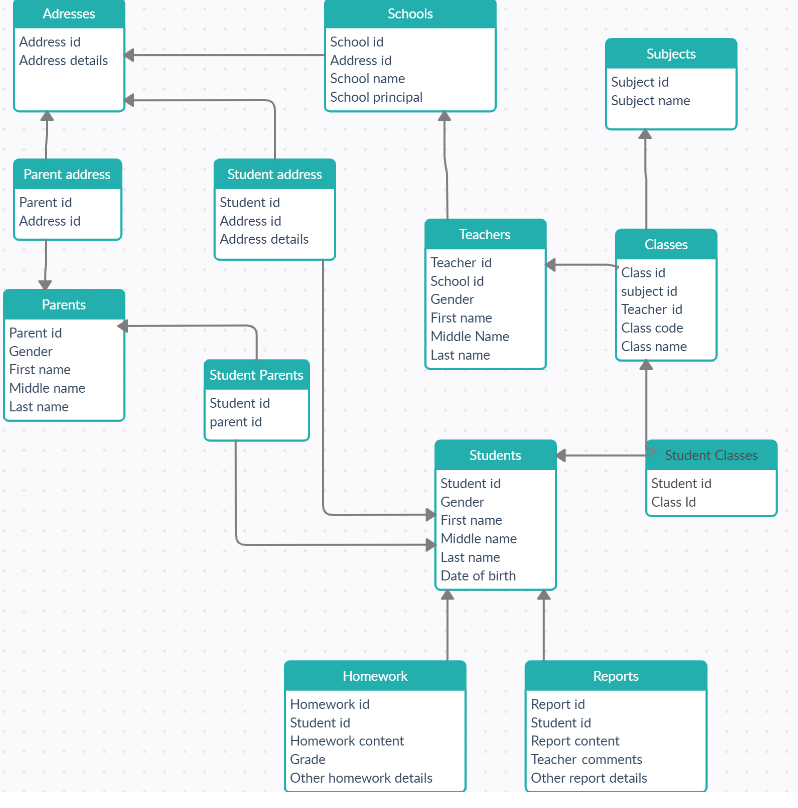 Adresses
Address id
Address details
Schools
School id
Address id
School name
School principal
Subjects
Subject id
Subject name
Parent address
Parent id
Address id
Student address
Student id
Address id
Address details
Teachers
Teacher id
School id
Gender
First name
Middle Name
Last name
Classes
Class id
subject id
Teacher id
Class code
Class name
Parents
Parent id
Gender
First name
Middle name
Last name
Student Parents
Student id
parent id
Students
Student id
Gender
First name
Middle name
Last name
Date of birth
Student Classes
Student id
Class Id
Homework
Homework id
Student id
Homework content
Grade
Other homework details
Reports
Report id
Student id
Report content
Teacher comments
Other report details